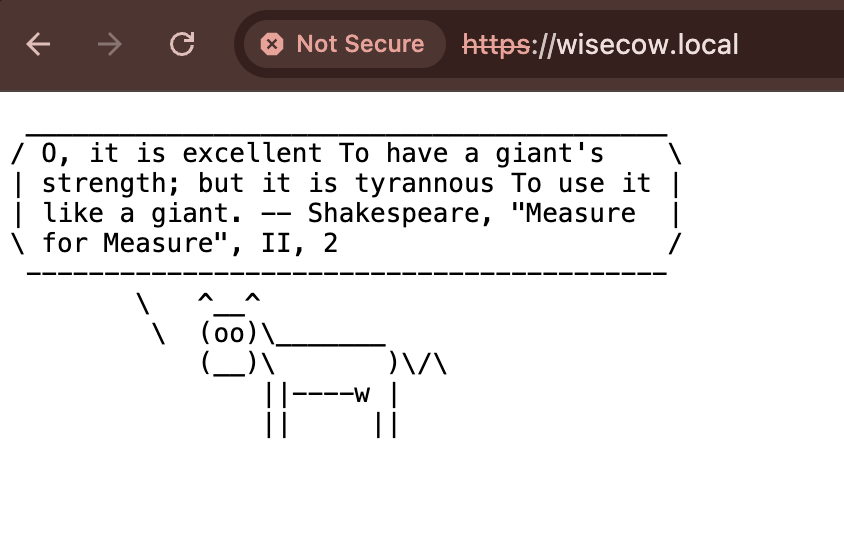 Not Secure https://wisecow.local
 _________________________________________
/ O, it is excellent To have a giant's    \
| strength; but it is tyrannous To use it |
| like a giant. -- Shakespeare, "Measure  |
\ for Measure", II, 2                     /
 -----------------------------------------
        \   ^__^
         \  (oo)\_______
            (__)\       )\/\
                ||----w |
                ||     ||